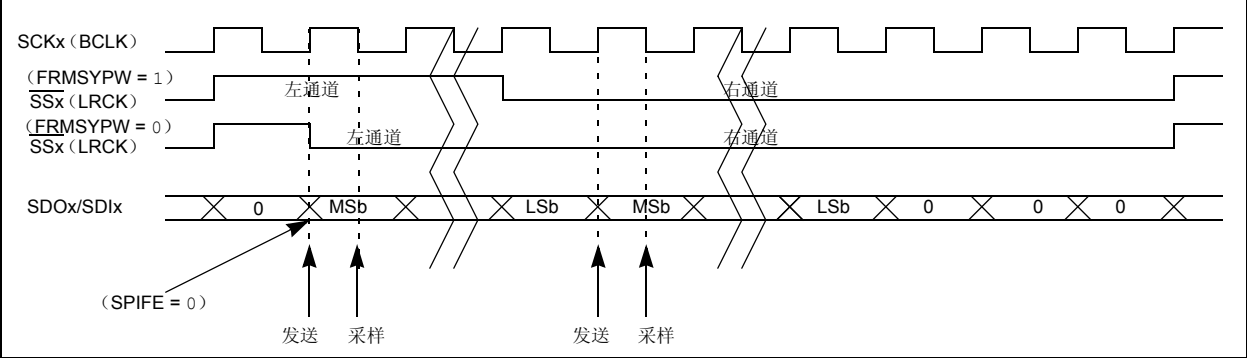 SCKx（BCLK）
（FRMSYPW = 1）
SSx（LRCK）
左通道
右通道
（FRMSYPW = 0）
SSx（LRCK）
左通道
右通道
SDOx/SDIx
0
MSb
LSb
MSb
LSb
0
0
0
（SPIFE = 0）
发送
采样
发送
采样